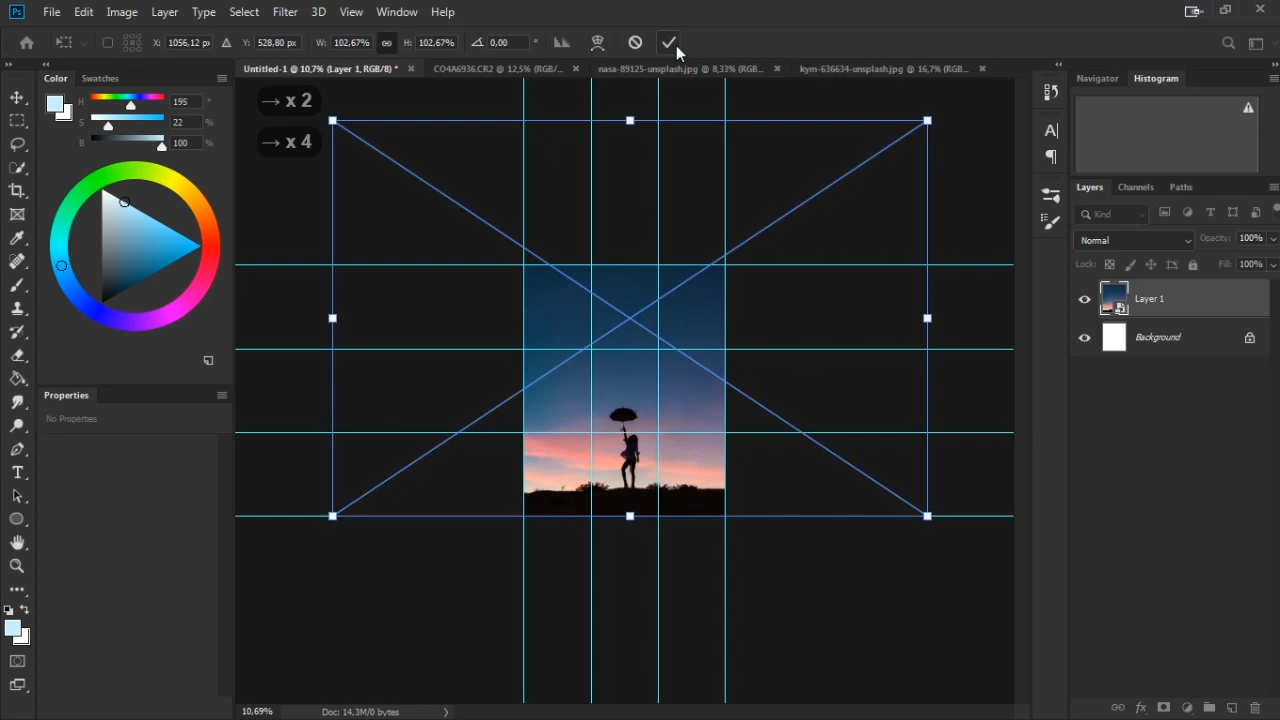 Ps File Edit Image Layer Type Select Filter 3D View Window Help
X: 1056,12 px Y: 528,80 px W: 102,67% H: 102,67% 0,00 °
Untitled-1 @ 10,7% (Layer 1, RGB/8) * × CO4A6936.CR2 @ 12,5% (RGB/... × nasa-89125-unsplash.jpg @ 8,33% (RGB... × kym-636634-unsplash.jpg @ 16,7% (RGB... ×
Color Swatches
H 195 °
S 22 %
B 100 %
→ x 2
→ x 4
Properties
No Properties
Navigator Histogram
A|
Layers Channels Paths
Kind
Normal Opacity: 100%
Lock: Fill: 100%
Layer 1
Background
fx
10,69% Doc: 14,3M/0 bytes